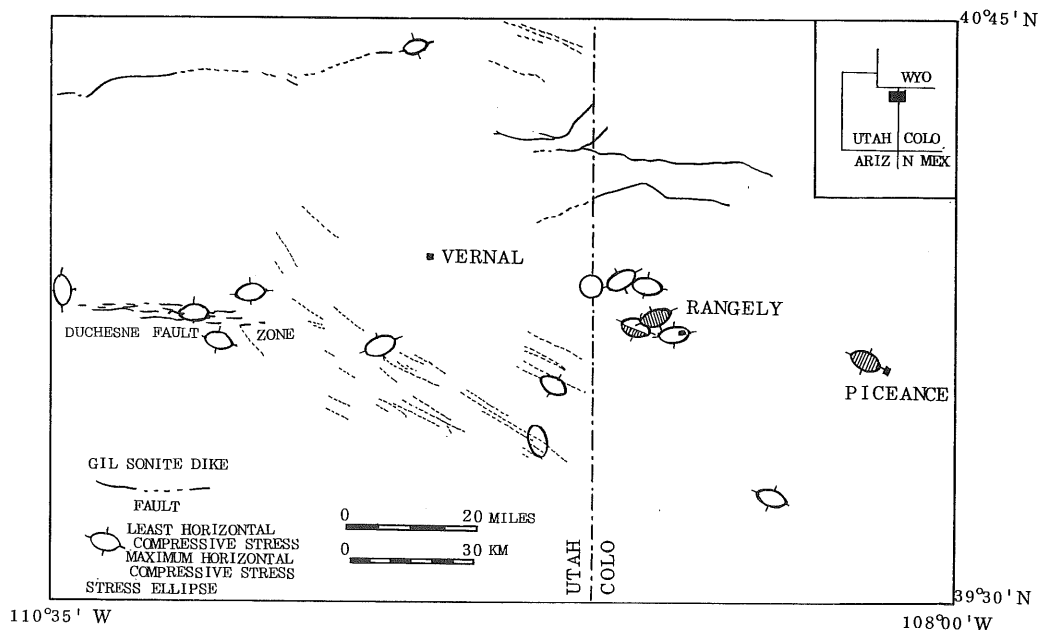 40°45'N
WYO
UTAH COLO
ARIZ N MEX
VERNAL
RANGELY
DUCHESNE FAULT ZONE
PICEANCE
GIL SONITE DIKE
FAULT
LEAST HORIZONTAL
COMPRESSIVE STRESS
MAXIMUM HORIZONTAL
COMPRESSIVE STRESS
STRESS ELLIPSE
0 20 MILES
0 30 KM
UTAH
COLO
39°30'N
110°35' W
108°00'W